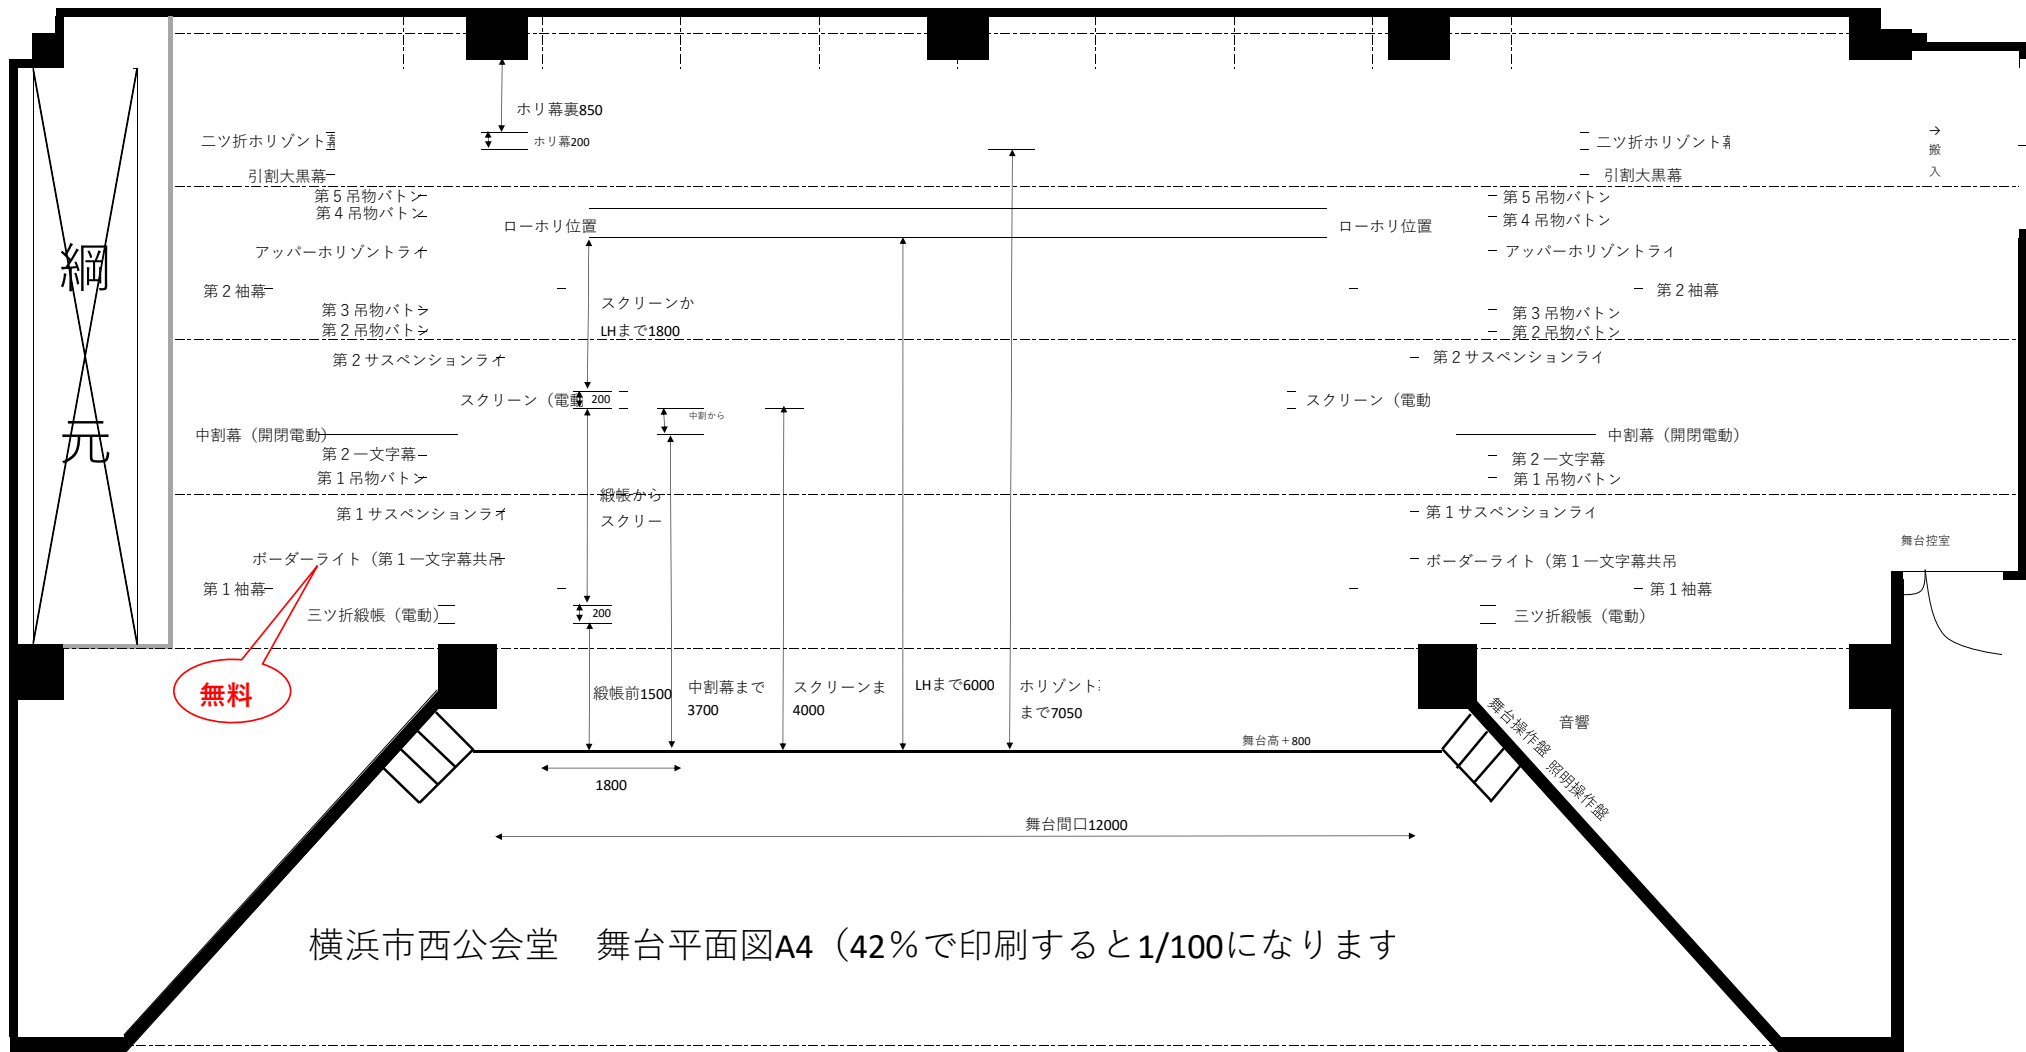 ホリ幕裏850
二ツ折ホリゾント幕
ホリ幕200
二ツ折ホリゾント幕
→
搬
入
引割大黒幕
引割大黒幕
第５吊物バトン
第５吊物バトン
第４吊物バトン
第４吊物バトン
ローホリ位置
ローホリ位置
アッパーホリゾントライ
アッパーホリゾントライ
綱
元
第２袖幕
第２袖幕
スクリーンか
LHまで1800
第３吊物バトン
第３吊物バトン
第２吊物バトン
第２吊物バトン
第２サスペンションライ
第２サスペンションライ
スクリーン（電動
200
スクリーン（電動
中割から
中割幕（開閉電動）
中割幕（開閉電動）
第２一文字幕
第２一文字幕
第１吊物バトン
第１吊物バトン
緞帳から
スクリー
第１サスペンションライ
第１サスペンションライ
舞台控室
ボーダーライト（第１一文字幕共吊
ボーダーライト（第１一文字幕共吊
第１袖幕
第１袖幕
三ツ折緞帳（電動）
200
三ツ折緞帳（電動）
無料
緞帳前1500
中割幕まで
3700
スクリーンま
4000
LHまで6000
ホリゾント
まで7050
舞台操作盤
照明操作盤
音響
舞台高＋800
1800
舞台間口12000
横浜市西公会堂　舞台平面図A4（42％で印刷すると1/100になります